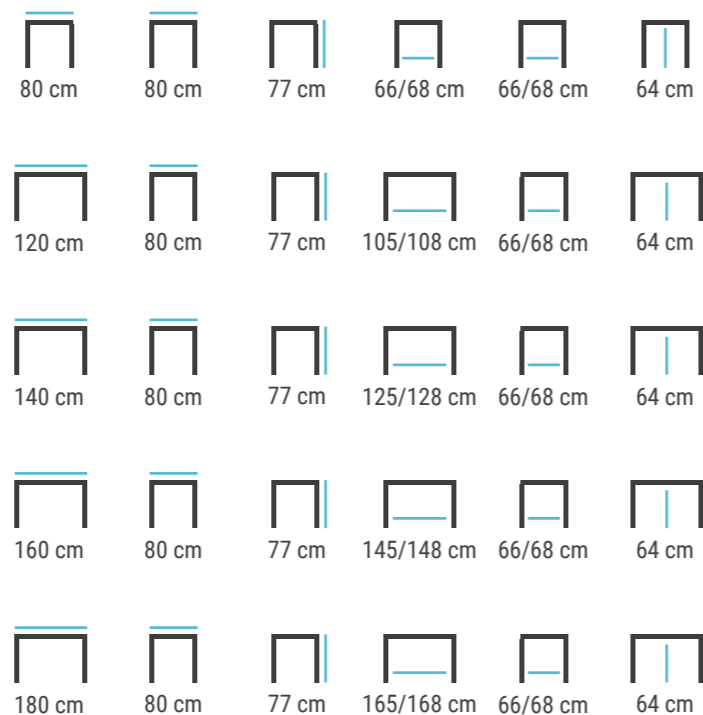 80 cm 80 cm 77 cm 66/68 cm 66/68 cm 64 cm
120 cm 80 cm 77 cm 105/108 cm 66/68 cm 64 cm
140 cm 80 cm 77 cm 125/128 cm 66/68 cm 64 cm
160 cm 80 cm 77 cm 145/148 cm 66/68 cm 64 cm
180 cm 80 cm 77 cm 165/168 cm 66/68 cm 64 cm